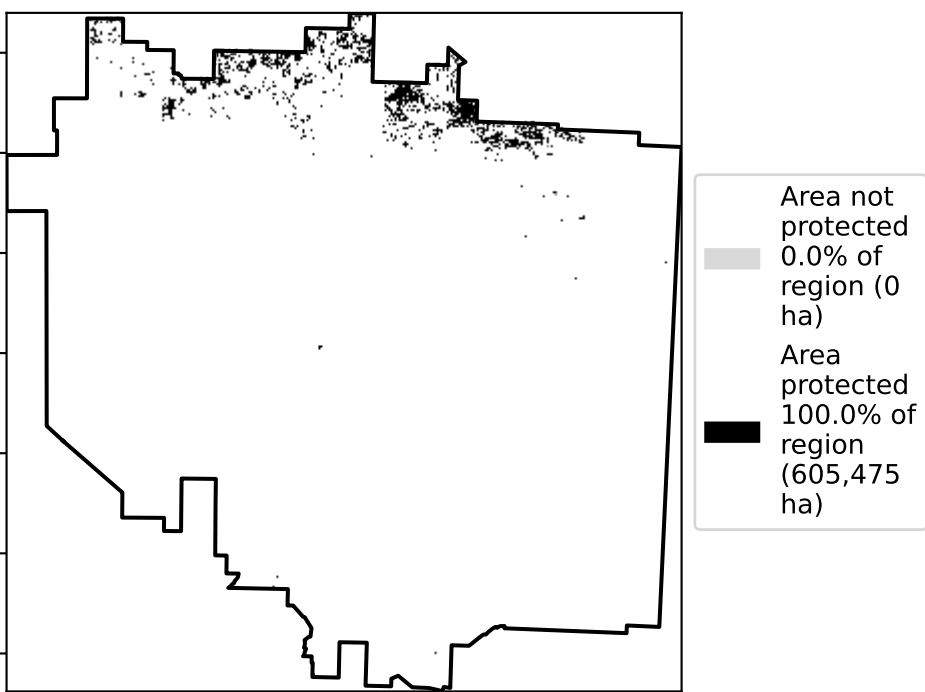 Area not
protected
0.0% of
region (0
ha)
Area
protected
100.0% of
region
(605,475
ha)